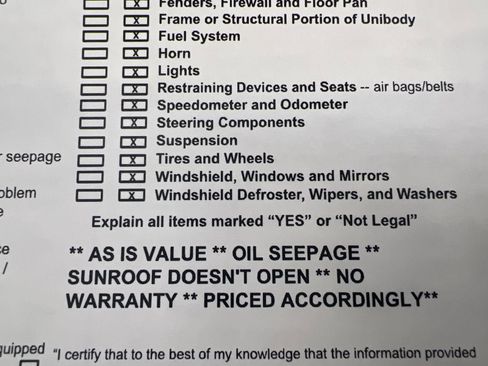 Fenders, Firewall and Floor Pan
X Frame or Structural Portion of Unibody
X Fuel System
X Horn
X Lights
X Restraining Devices and Seats -- air bags/belts
X Speedometer and Odometer
X Steering Components
X Suspension
seepage X Tires and Wheels
X Windshield, Windows and Mirrors
X Windshield Defroster, Wipers, and Washers
Explain all items marked “YES” or “Not Legal”
** AS IS VALUE ** OIL SEEPAGE **
/ SUNROOF DOESN'T OPEN ** NO
WARRANTY ** PRICED ACCORDINGLY**
"I certify that to the best of my knowledge that the information provided